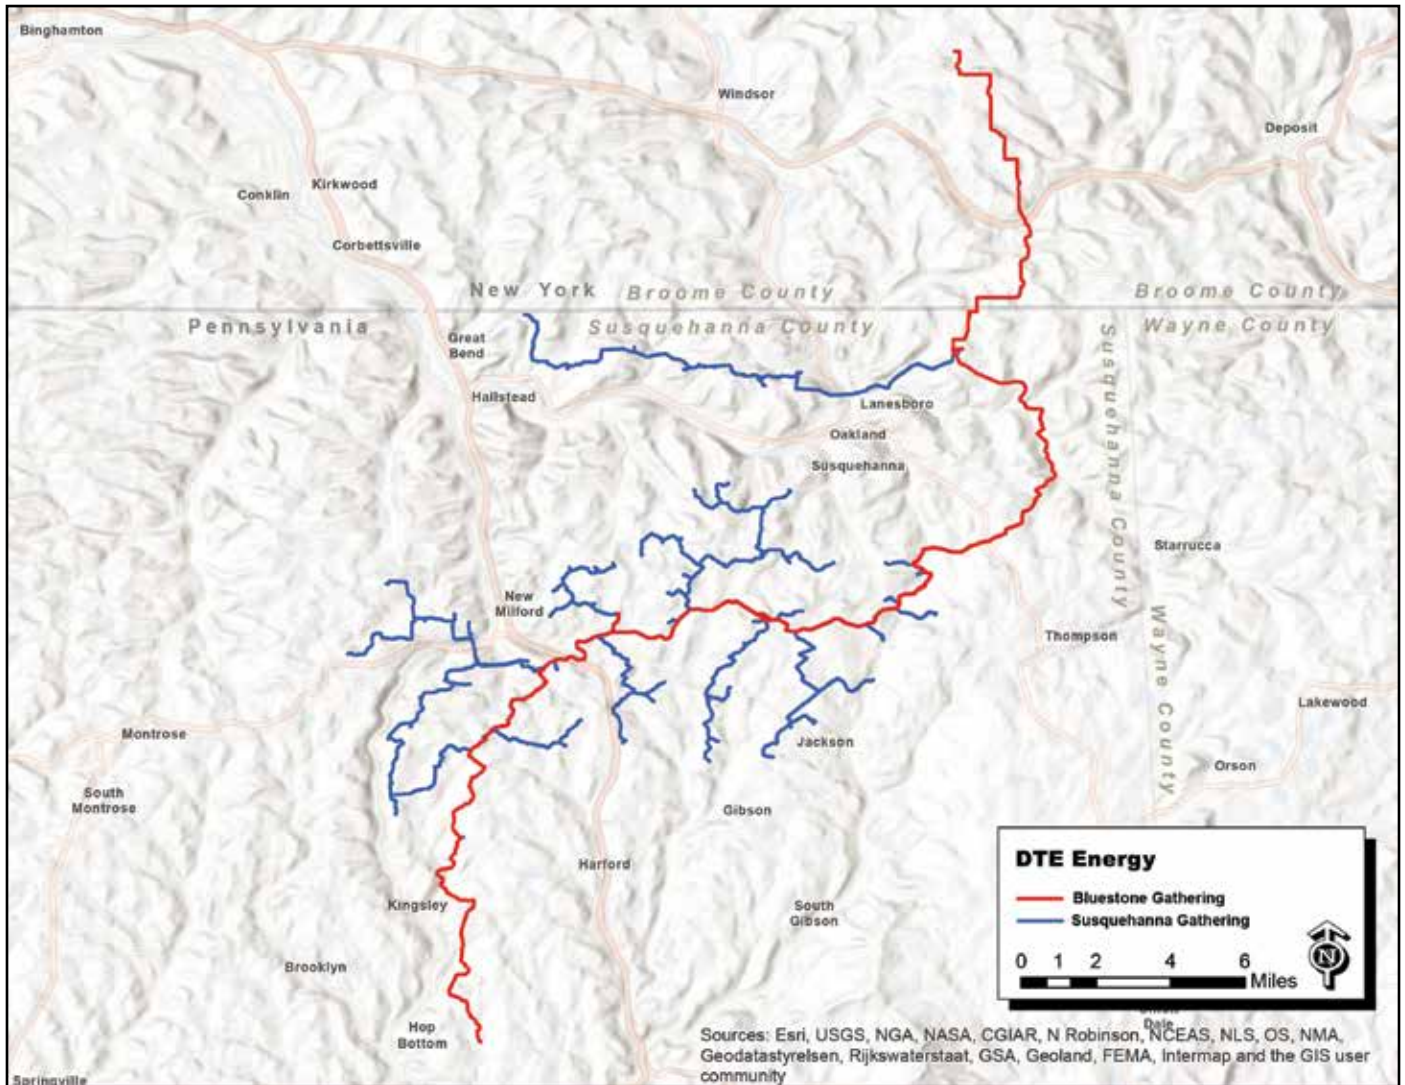 Binghamton
Windsor
Deposit
Conklin
Kirkwood
Corbettsville
New York
Broome County
Broome County
Pennsylvania
Susquehanna County
Wayne County
Great
Bend
Hallstead
Lanesboro
Oakland
Susquehanna
Susquehanna County
Starrucca
New
Milford
Thompson
Wayne County
Lakewood
Montrose
Jackson
Orson
South
Montrose
Gibson
Harford
Kingsley
South
Gibson
Brooklyn
Hop
Bottom
Springville
DTE Energy
Bluestone Gathering
Susquehanna Gathering
0 1 2 4 6
Miles
N
Dale
Sources: Esri, USGS, NGA, NASA, CGIAR, N Robinson, NCEAS, NLS, OS, NMA,
Geodatastyrelsen, Rijkswaterstaat, GSA, Geoland, FEMA, Intermap and the GIS user
community